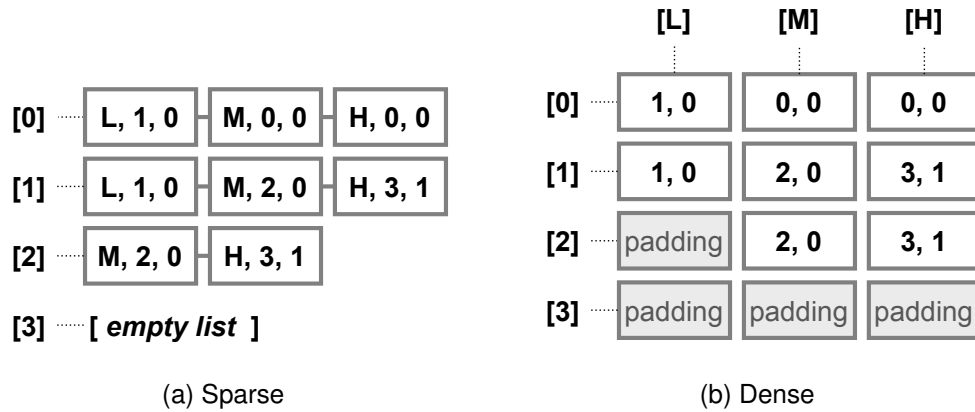 [L] [M] [H]
[0] L, 1, 0 M, 0, 0 H, 0, 0
[1] L, 1, 0 M, 2, 0 H, 3, 1
[2] M, 2, 0 H, 3, 1
[3] [ empty list ]
(a) Sparse
[0] 1, 0 0, 0 0, 0
[1] 1, 0 2, 0 3, 1
[2] padding 2, 0 3, 1
[3] padding padding padding
(b) Dense